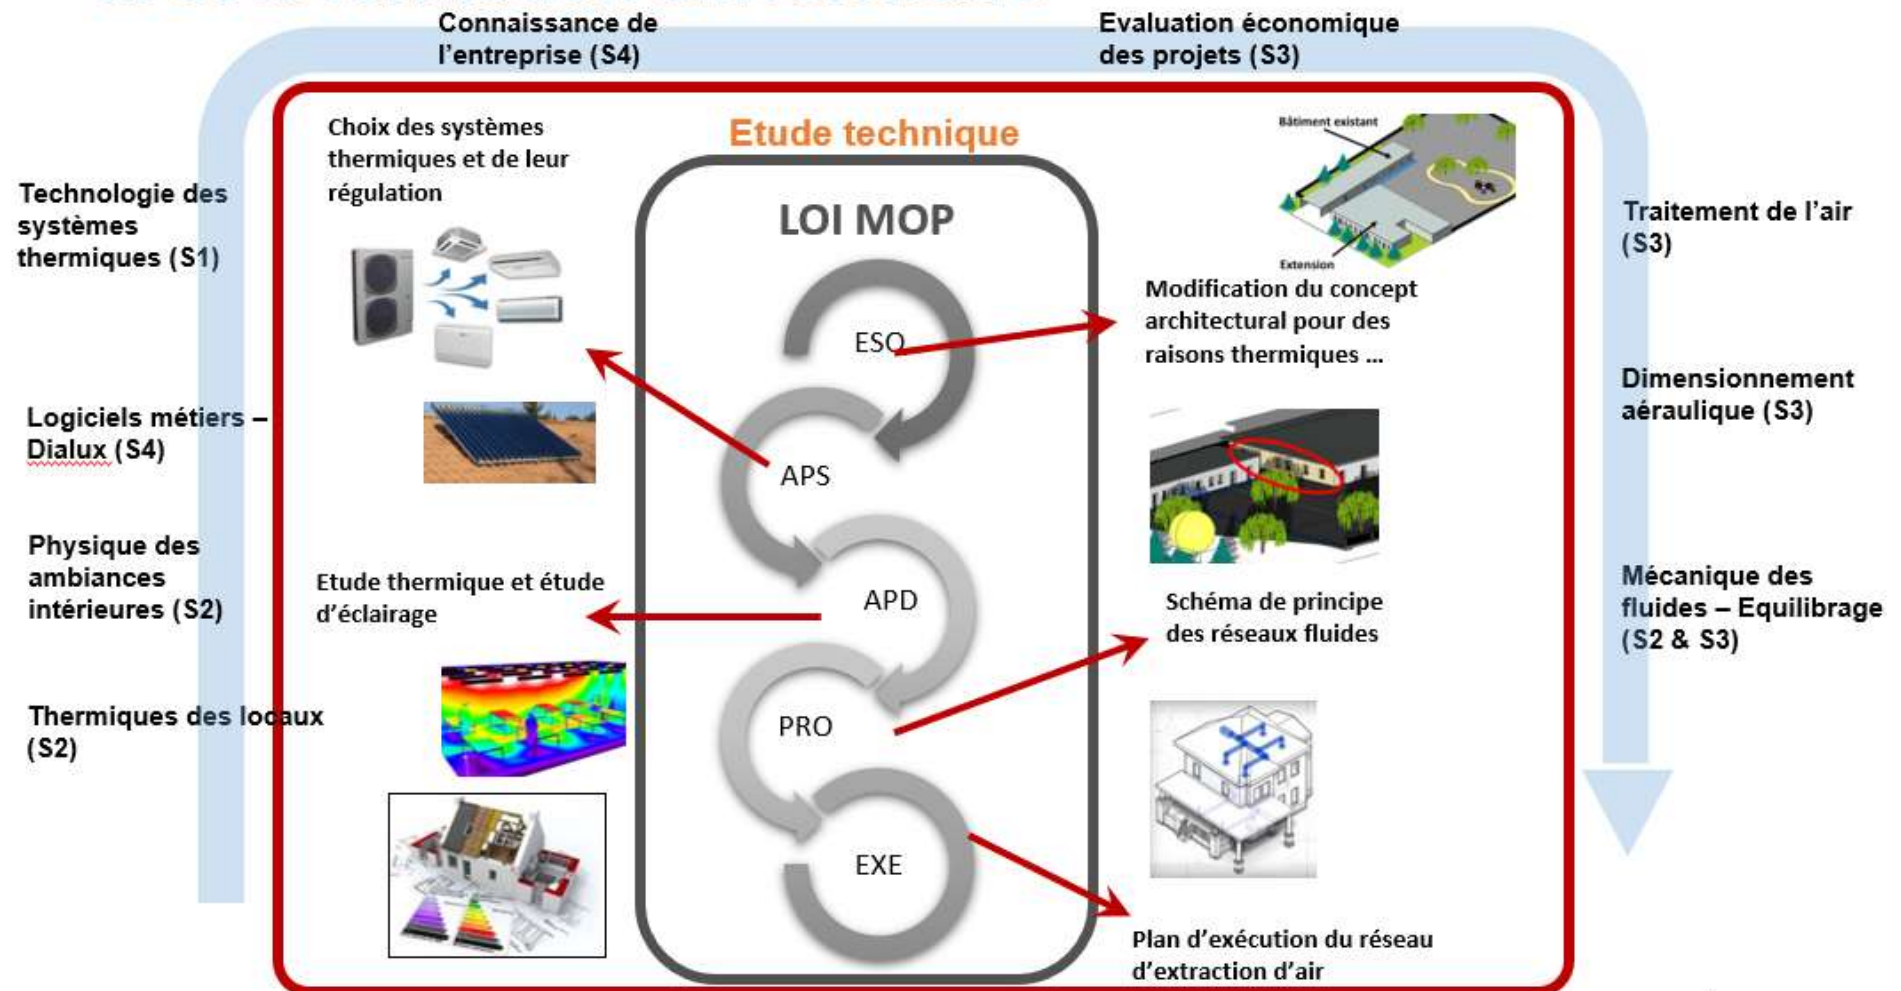 Connaissance de
l'entreprise (S4)
Evaluation économique
des projets (S3)
Choix des systèmes
thermiques et de leur
régulation
Etude technique
Bâtiment existant
Extension
Technologie des
systèmes
thermiques (S1)
LOI MOP
Traitement de l'air
(S3)
Modification du concept
architectural pour des
raisons thermiques ...
ESQ
Dimensionnement
aéraulique (S3)
Logiciels métiers –
Dialux (S4)
APS
Physique des
ambiances
intérieures (S2)
Etude thermique et étude
d'éclairage
APD
Schéma de principe
des réseaux fluides
Mécanique des
fluides – Equilibrage
(S2 & S3)
Thermiques des locaux
(S2)
PRO
EXE
Plan d'exécution du réseau
d'extraction d'air